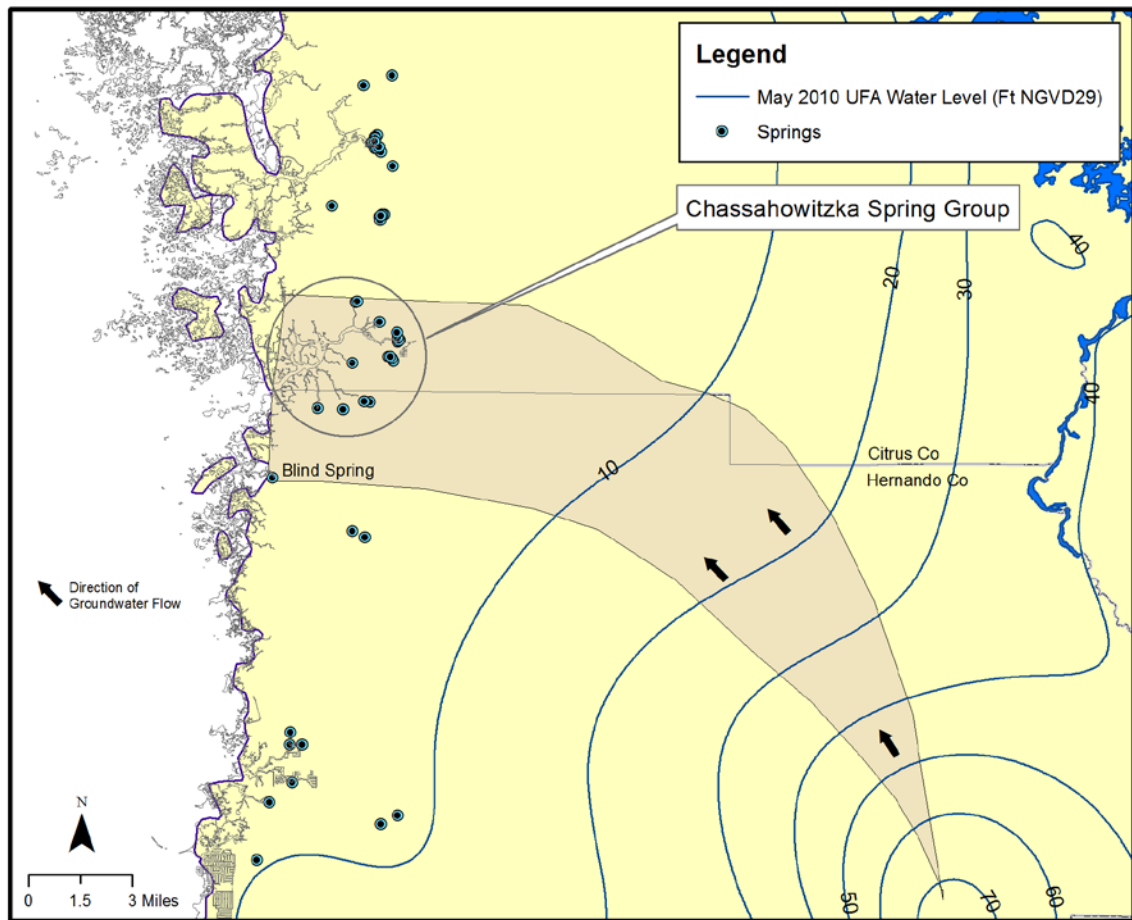 Legend
May 2010 UFA Water Level (Ft NGVD29)
Springs
Chassahowitzka Spring Group
40
20
30
40
10
Citrus Co
Hernando Co
Blind Spring
Direction of
Groundwater Flow
N
0 1.5 3 Miles
50
70
60